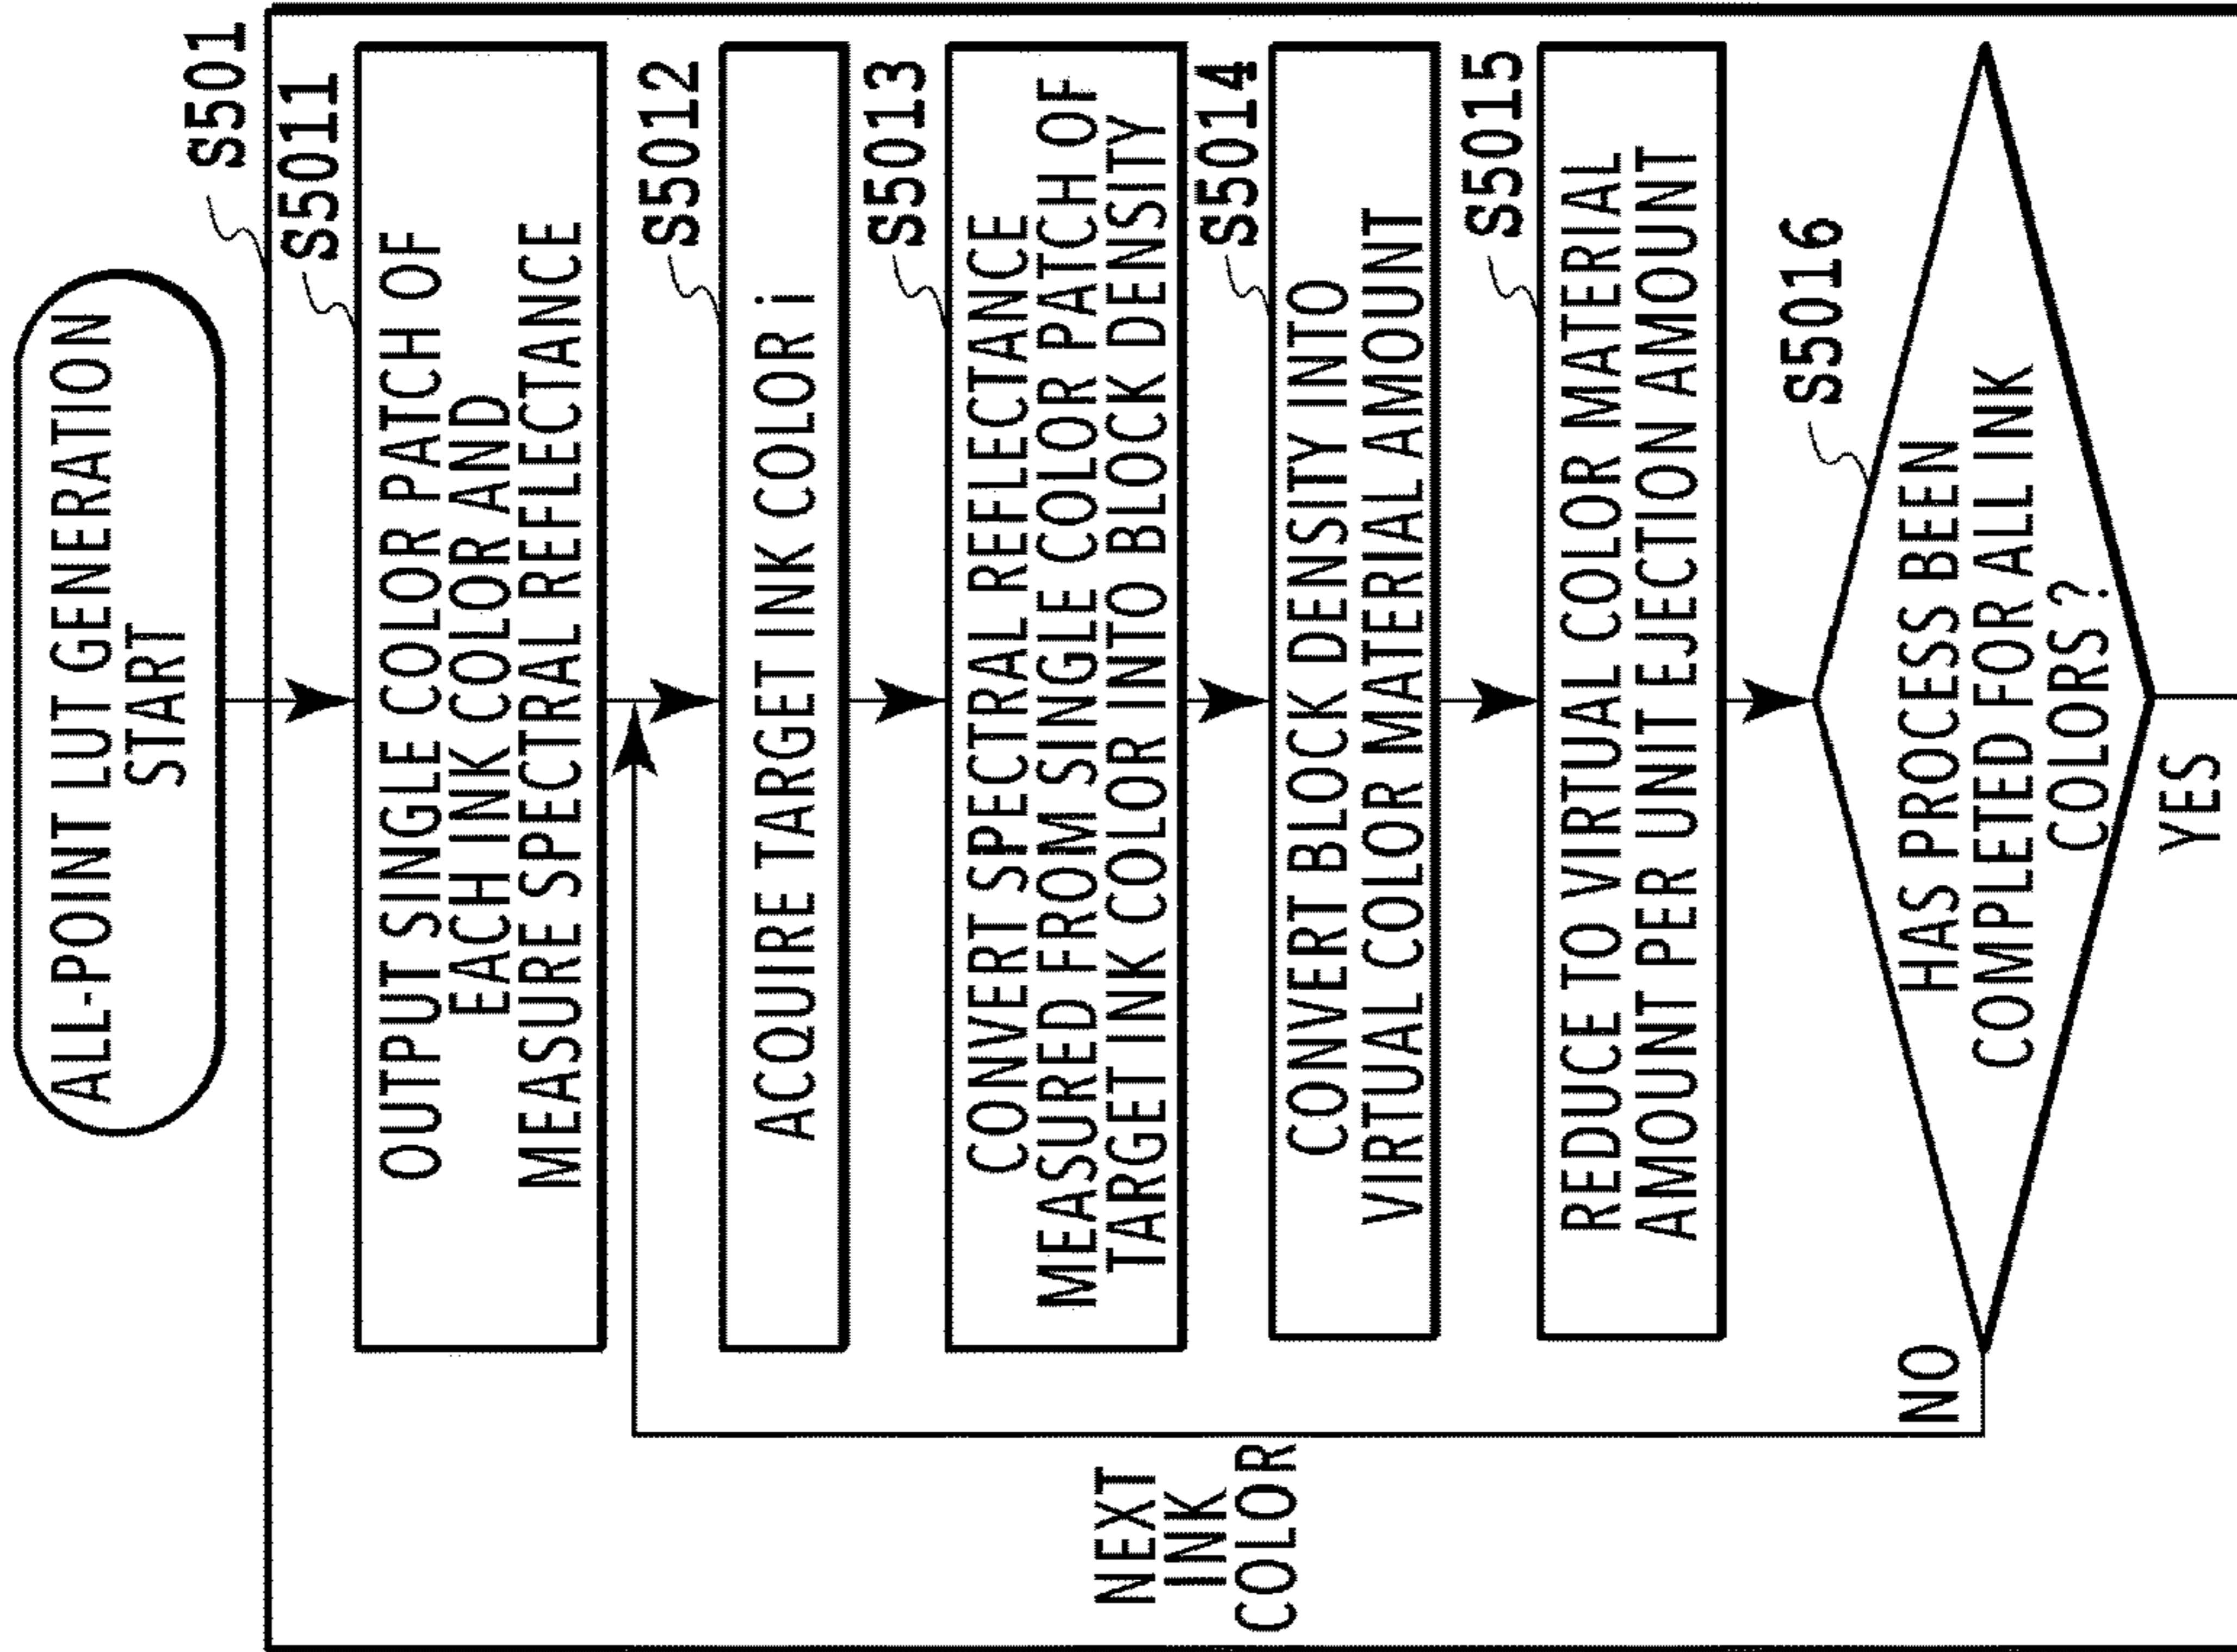 ALL-POINT LUT GENERATION
START
S501
S5011
OUTPUT SINGLE COLOR PATCH OF
EACH INK COLOR AND
MEASURE SPECTRAL REFLECTANCE
S5012
ACQUIRE TARGET INK COLOR i
S5013
CONVERT SPECTRAL REFLECTANCE
MEASURED FROM SINGLE COLOR PATCH OF
TARGET INK COLOR INTO BLOCK DENSITY
S5014
CONVERT BLOCK DENSITY INTO
VIRTUAL COLOR MATERIAL AMOUNT
S5015
REDUCE TO VIRTUAL COLOR MATERIAL
AMOUNT PER UNIT EJECTION AMOUNT
S5016
HAS PROCESS BEEN
COMPLETED FOR ALL INK
COLORS ?
NO
NEXT
INK
COLOR
YES